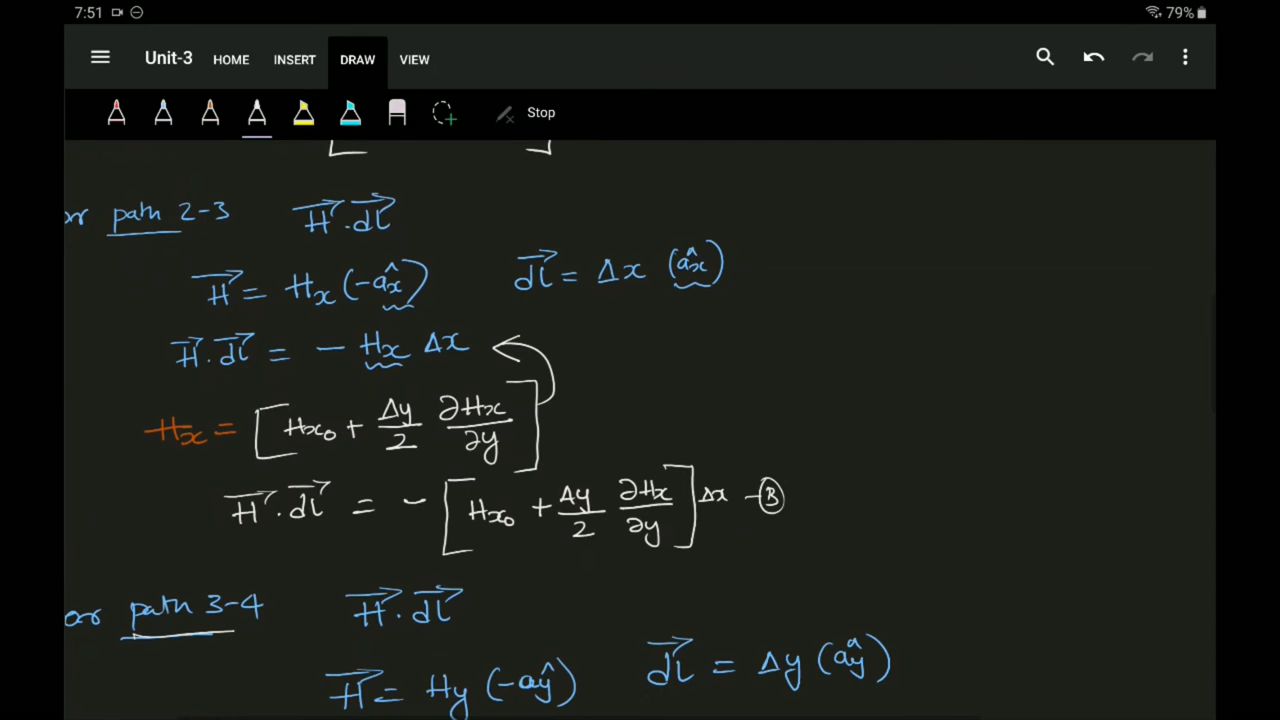 7:51 79%
Unit-3 HOME INSERT DRAW VIEW
Stop
or path 2-3 H⃗.dl⃗
H⃗ = Hx (-âx) dl⃗ = Δx (âx)
H⃗.dl⃗ = - Hx Δx
Hx = [Hx₀ + Δy/2 ∂Hx/∂y]
H⃗.dl⃗ = - [Hx₀ + Δy/2 ∂Hx/∂y] Δx -Ⓑ
or path 3-4 H⃗.dl⃗
H⃗ = Hy (-ây) dl⃗ = Δy (ây)